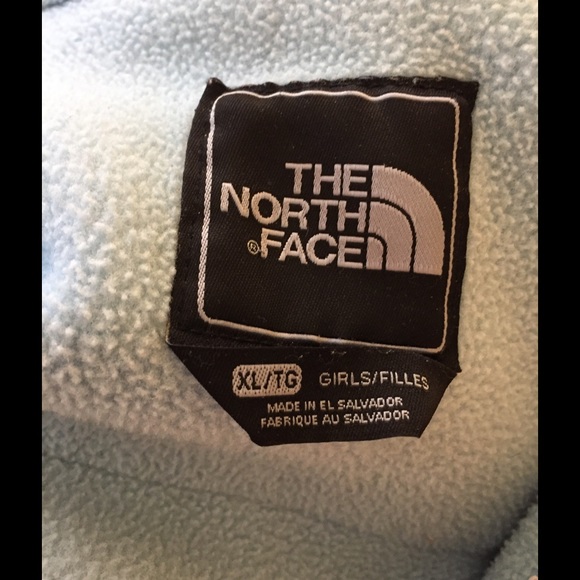 THE
NORTH
®FACE
XL/TG GIRLS/FILLES
MADE IN EL SALVADOR
FABRIQUE AU SALVADOR